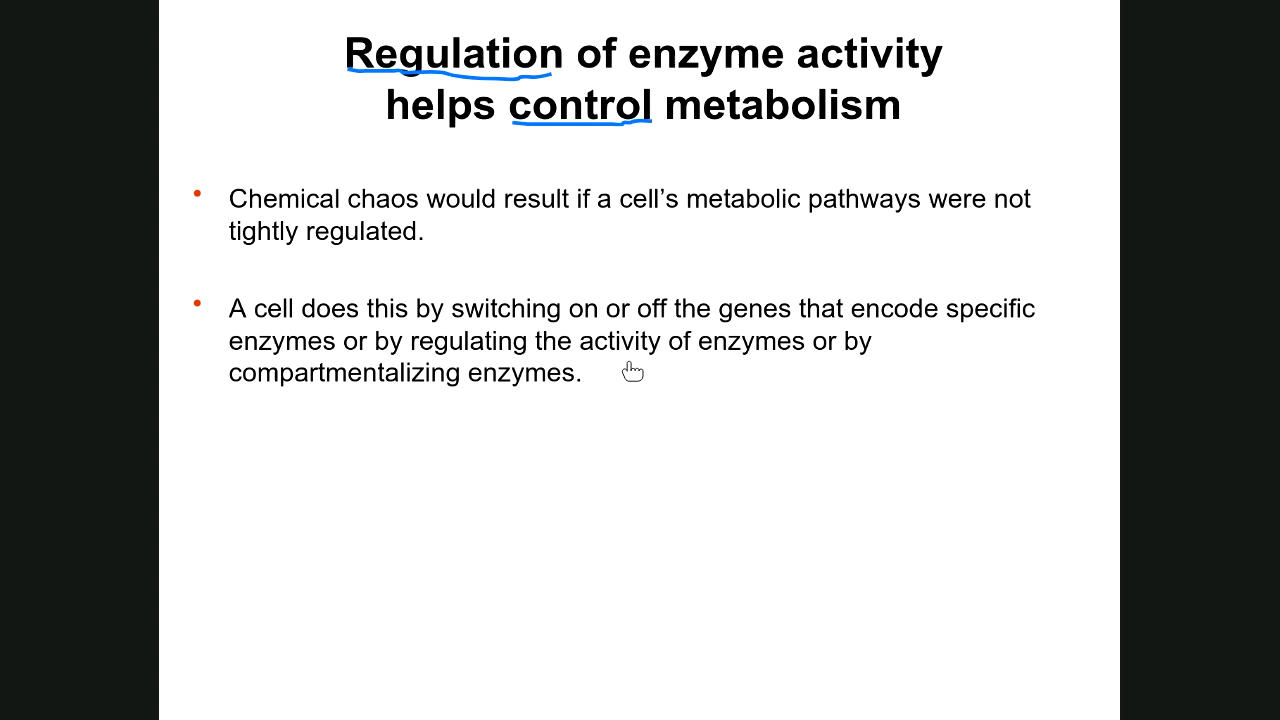 Regulation of enzyme activity
helps control metabolism
• Chemical chaos would result if a cell’s metabolic pathways were not
tightly regulated.
• A cell does this by switching on or off the genes that encode specific
enzymes or by regulating the activity of enzymes or by
compartmentalizing enzymes.